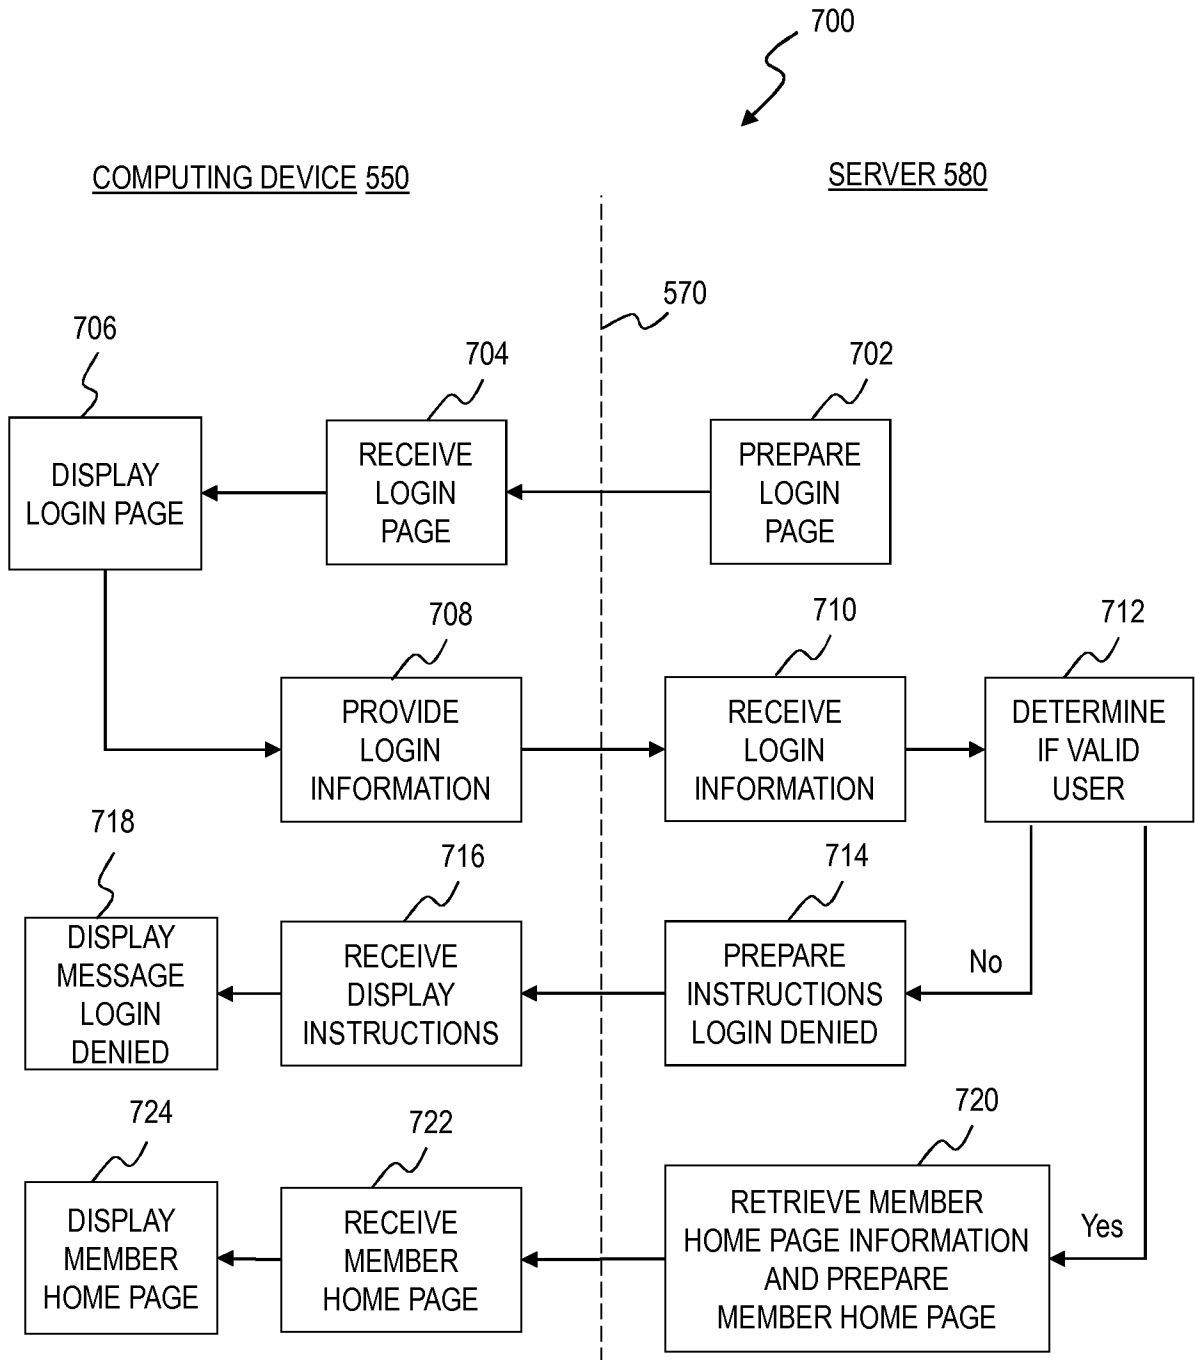 700
COMPUTING DEVICE 550
SERVER 580
570
706
704
702
DISPLAY
LOGIN PAGE
RECEIVE
LOGIN
PAGE
PREPARE
LOGIN
PAGE
708
710
712
PROVIDE
LOGIN
INFORMATION
RECEIVE
LOGIN
INFORMATION
DETERMINE
IF VALID
USER
718
716
714
DISPLAY
MESSAGE
LOGIN
DENIED
RECEIVE
DISPLAY
INSTRUCTIONS
PREPARE
INSTRUCTIONS
LOGIN DENIED
No
724
722
720
DISPLAY
MEMBER
HOME PAGE
RECEIVE
MEMBER
HOME PAGE
RETRIEVE MEMBER
HOME PAGE INFORMATION
AND PREPARE
MEMBER HOME PAGE
Yes